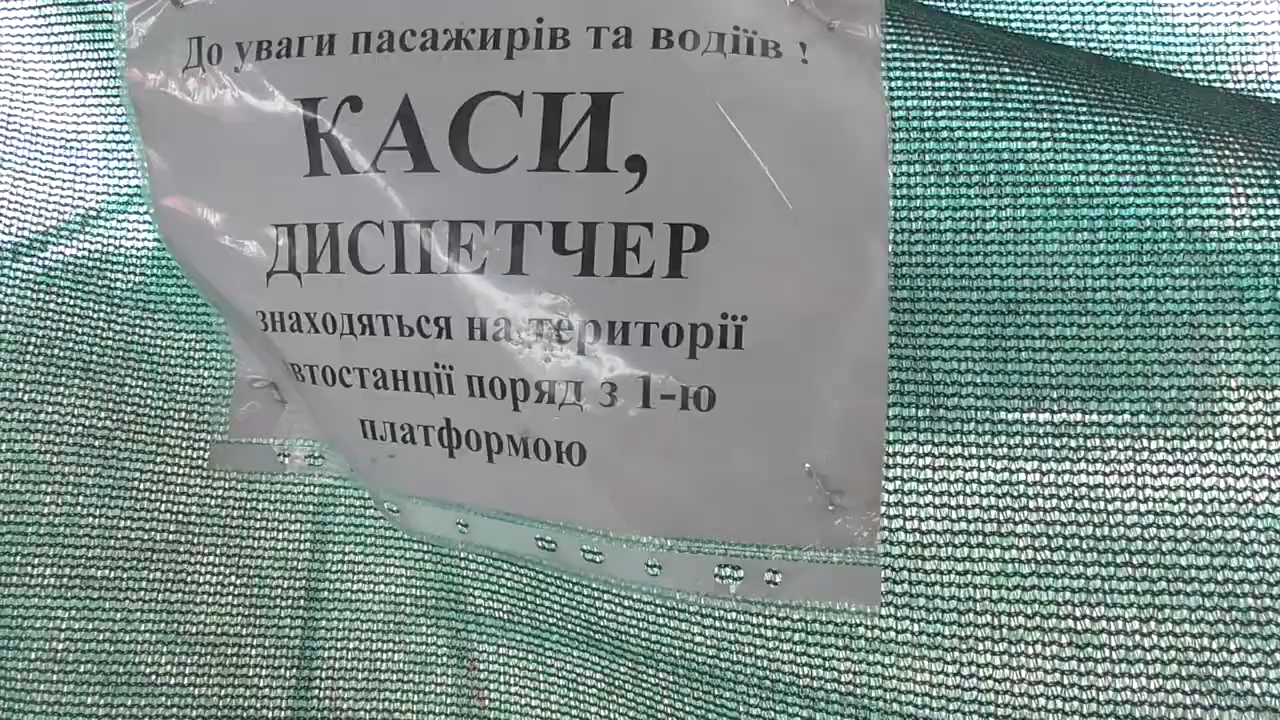 До уваги пасажирів та водіїв !
КАСИ,
ДИСПЕТЧЕР
знаходяться на території
втостанції поряд з 1-ю
платформою